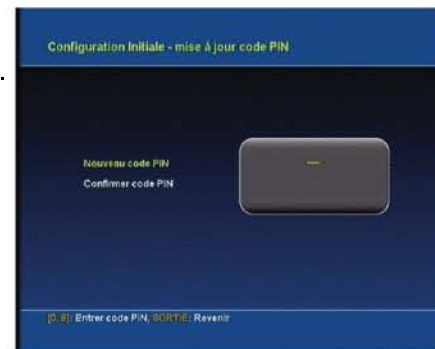 Configuration Initiale - mise à jour code PIN
Nouveau code PIN
Confirmer code PIN
----
[0..9]: Entrer code PIN, SORTIE: Revenir